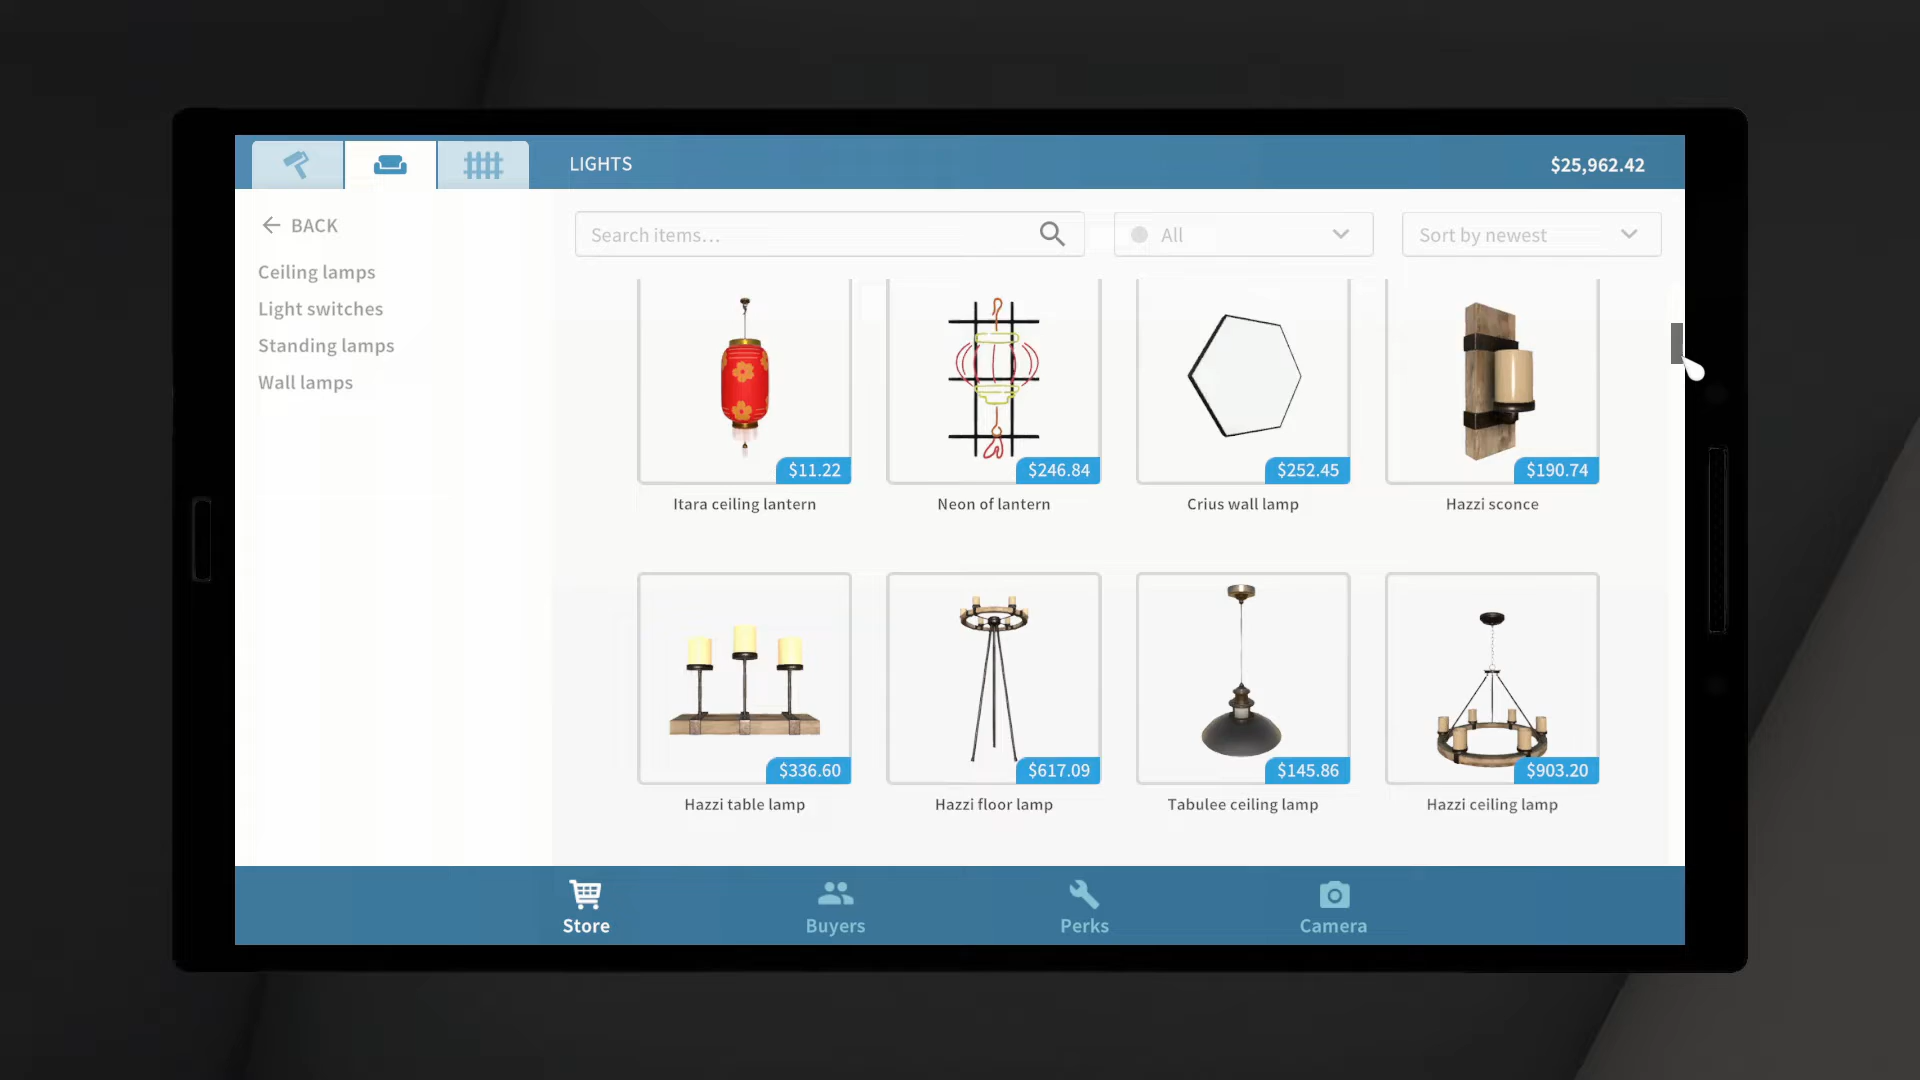 LIGHTS
$25,962.42
BACK
Ceiling lamps
Light switches
Standing lamps
Wall lamps
Search items...
All
Sort by newest
$11.22
$246.84
$252.45
$190.74
Itara ceiling lantern
Neon of lantern
Crius wall lamp
Hazzi sconce
$336.60
$617.09
$145.86
$903.20
Hazzi table lamp
Hazzi floor lamp
Tabulee ceiling lamp
Hazzi ceiling lamp
Store
Buyers
Perks
Camera